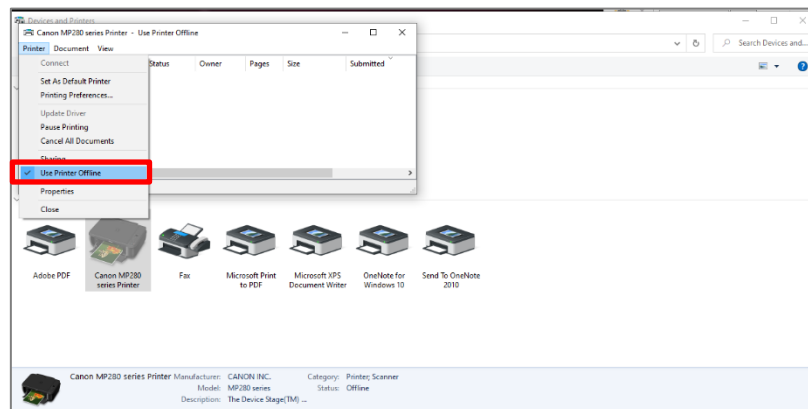 Devices and Printers
Canon MP280 series Printer - Use Printer Offline
Printer Document View
Search Devices and...
Connect
Status Owner Pages Size Submitted
Set As Default Printer
Printing Preferences...
Update Driver
Pause Printing
Cancel All Documents
Sharing
Use Printer Offline
Properties
Close
Adobe PDF
Canon MP280
series Printer
Fax
Microsoft Print
to PDF
Microsoft XPS
Document Writer
OneNote for
Windows 10
Send To OneNote
2010
Canon MP280 series Printer Manufacturer: CANON INC. Category: Printer; Scanner
Model: MP280 series Status: Offline
Description: The Device Stage(TM) ...